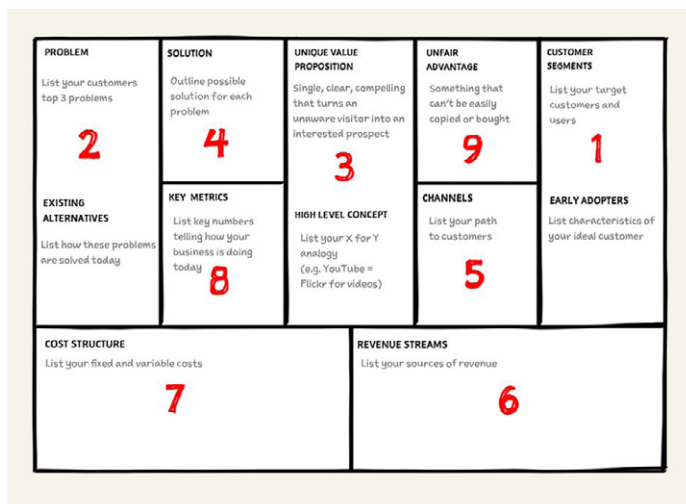 PROBLEM
List your customers
top 3 problems
2
EXISTING
ALTERNATIVES
List how these problems
are solved today
SOLUTION
Outline possible
solution for each
problem
4
KEY METRICS
List key numbers
telling how your
business is doing
today
8
UNIQUE VALUE
PROPOSITION
Single, clear, compelling
that turns an
unaware visitor into an
interested prospect
3
HIGH LEVEL CONCEPT
List your X for Y
analogy
(e.g. YouTube =
Flickr for videos)
UNFAIR
ADVANTAGE
Something that
can't be easily
copied or bought
9
CHANNELS
List your path
to customers
5
CUSTOMER
SEGMENTS
List your target
customers and
users
1
EARLY ADOPTERS
List characteristics of
your ideal customer
COST STRUCTURE
List your fixed and variable costs
7
REVENUE STREAMS
List your sources of revenue
6